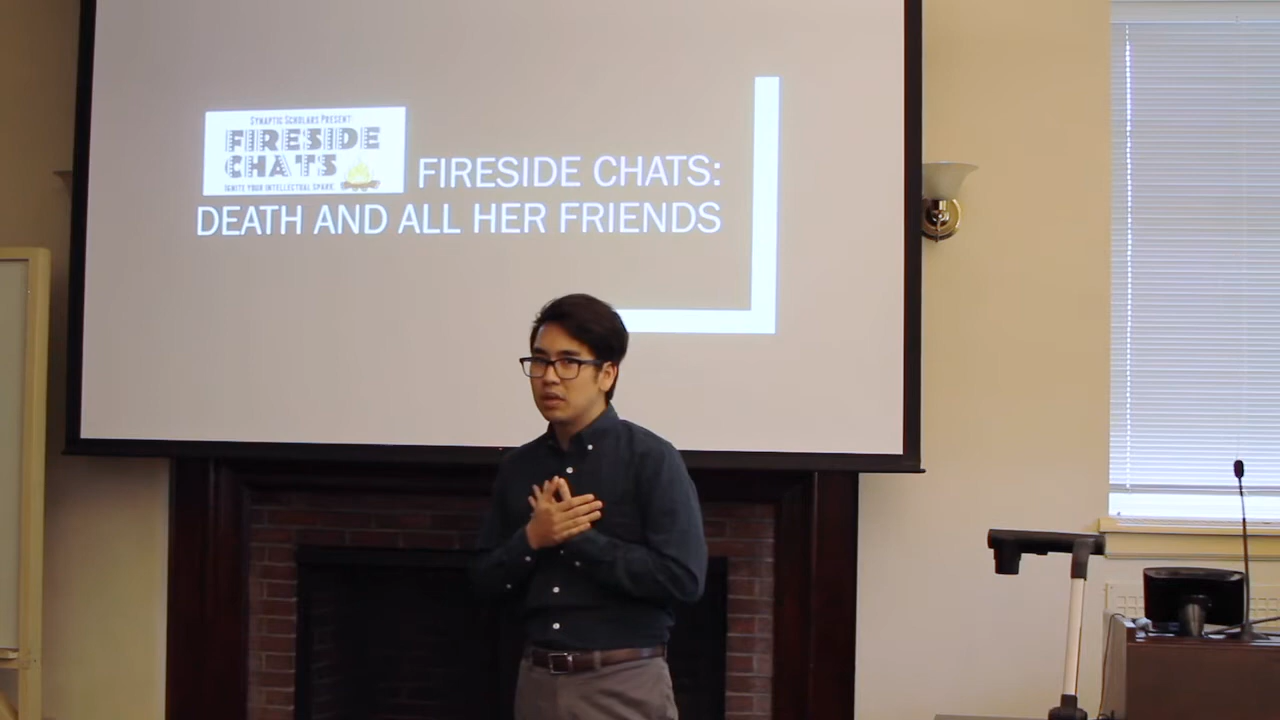 SYNAPTIC SCHOLARS PRESENT:
FIRESIDE
CHATS
IGNITE YOUR INTELLECTUAL SPARK
FIRESIDE CHATS:
DEATH AND ALL HER FRIENDS